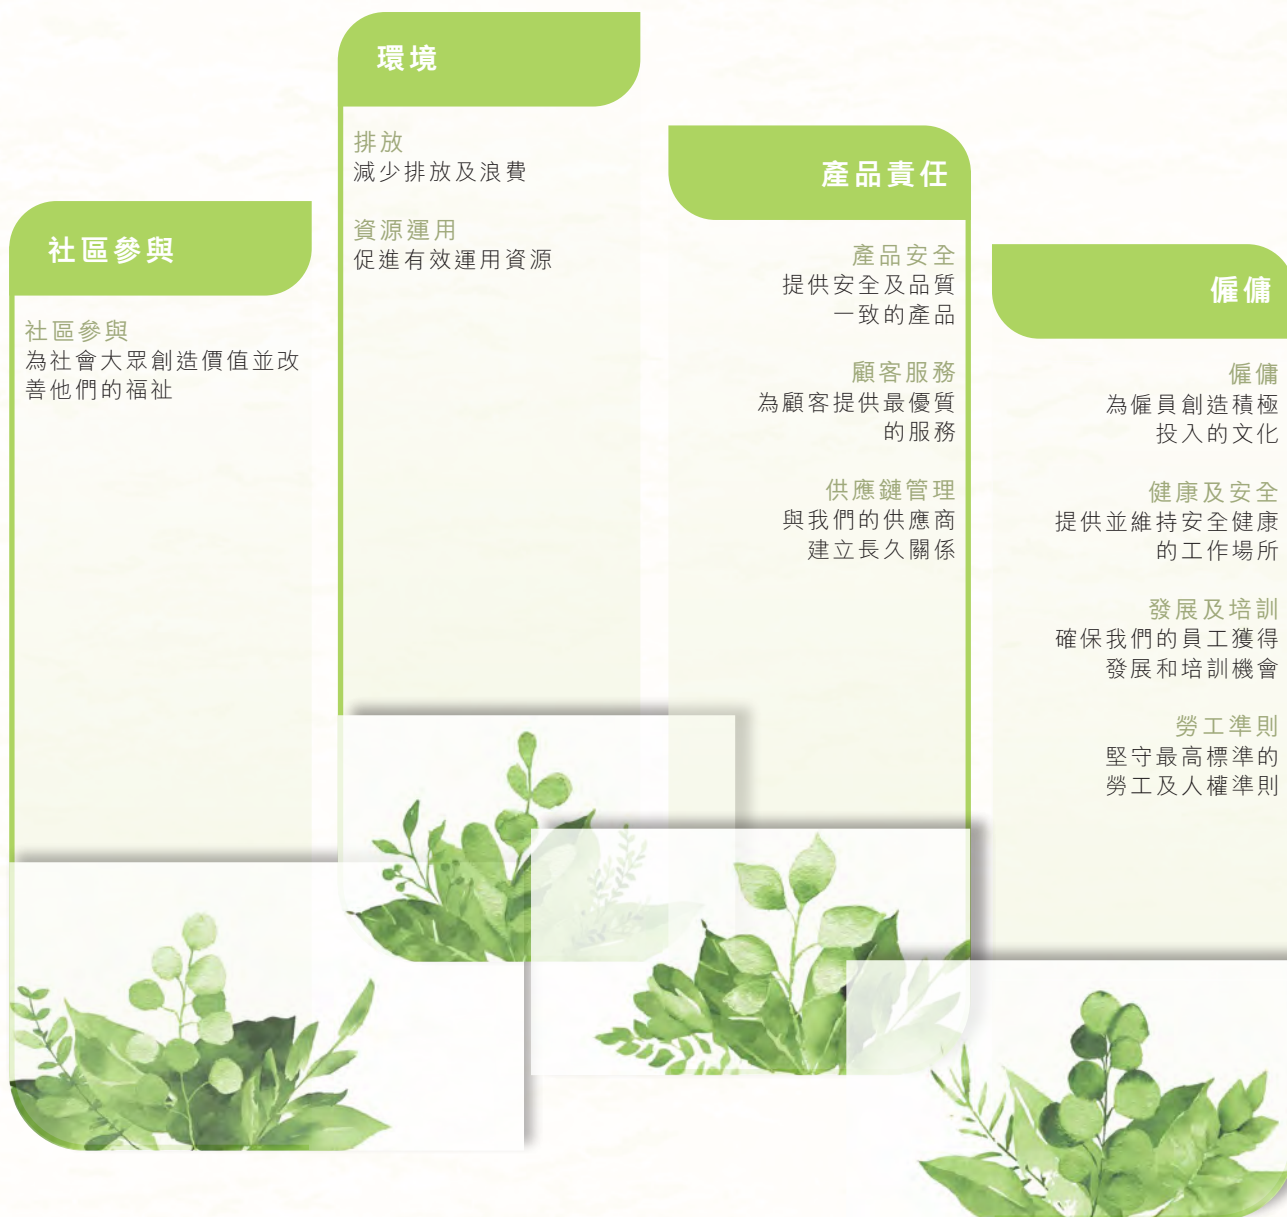 社區參與
社區參與
為社會大眾創造價值並改
善他們的福祉
環境
排放
減少排放及浪費
資源運用
促進有效運用資源
產品責任
產品安全
提供安全及品質
一致的產品
顧客服務
為顧客提供最優質
的服務
供應鏈管理
與我們的供應商
建立長久關係
僱傭
僱傭
為僱員創造積極
投入的文化
健康及安全
提供並維持安全健康
的工作場所
發展及培訓
確保我們的員工獲得
發展和培訓機會
勞工準則
堅守最高標準的
勞工及人權準則